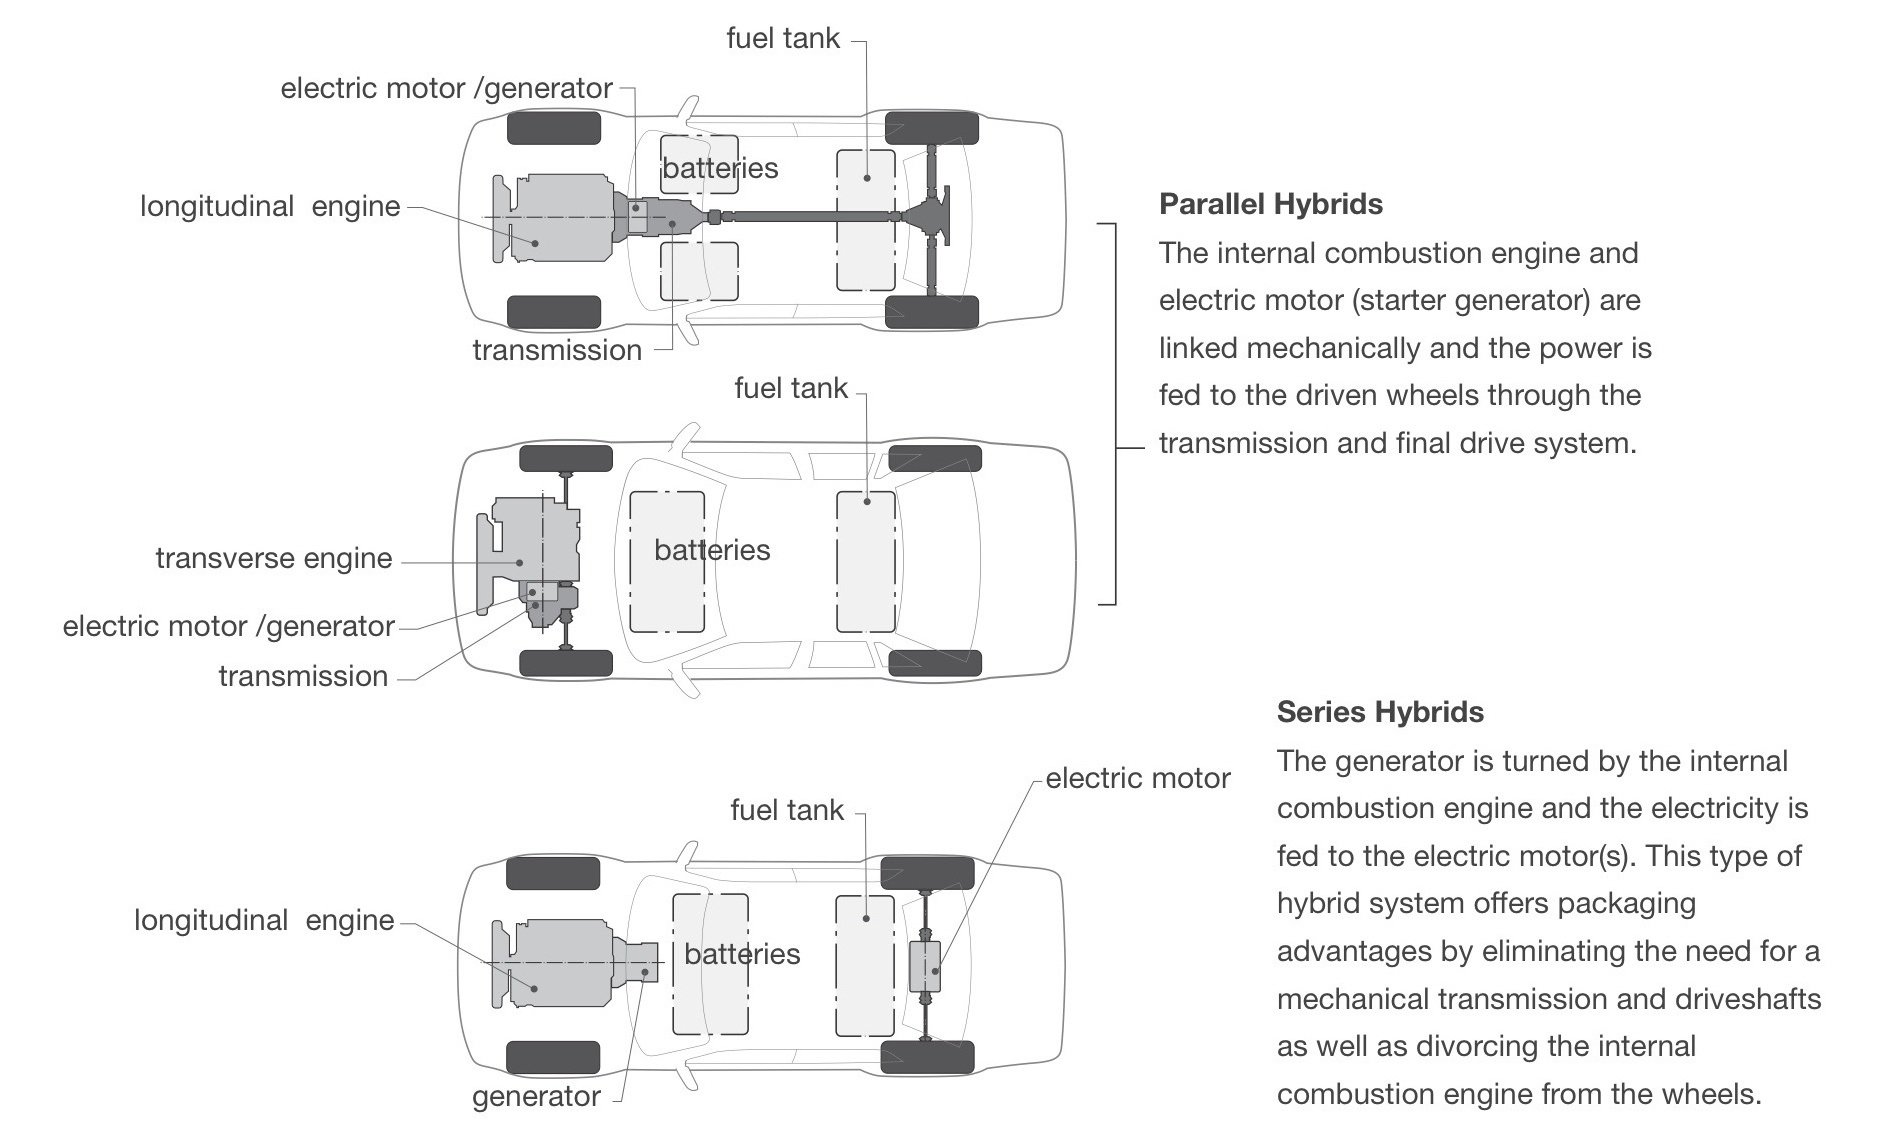 fuel tank
electric motor /generator
batteries
longitudinal engine
transmission
Parallel Hybrids
The internal combustion engine and
electric motor (starter generator) are
linked mechanically and the power is
fed to the driven wheels through the
transmission and final drive system.
fuel tank
batteries
transverse engine
electric motor /generator
transmission
Series Hybrids
The generator is turned by the internal
combustion engine and the electricity is
fed to the electric motor(s). This type of
hybrid system offers packaging
advantages by eliminating the need for a
mechanical transmission and driveshafts
as well as divorcing the internal
combustion engine from the wheels.
electric motor
fuel tank
longitudinal engine
batteries
generator